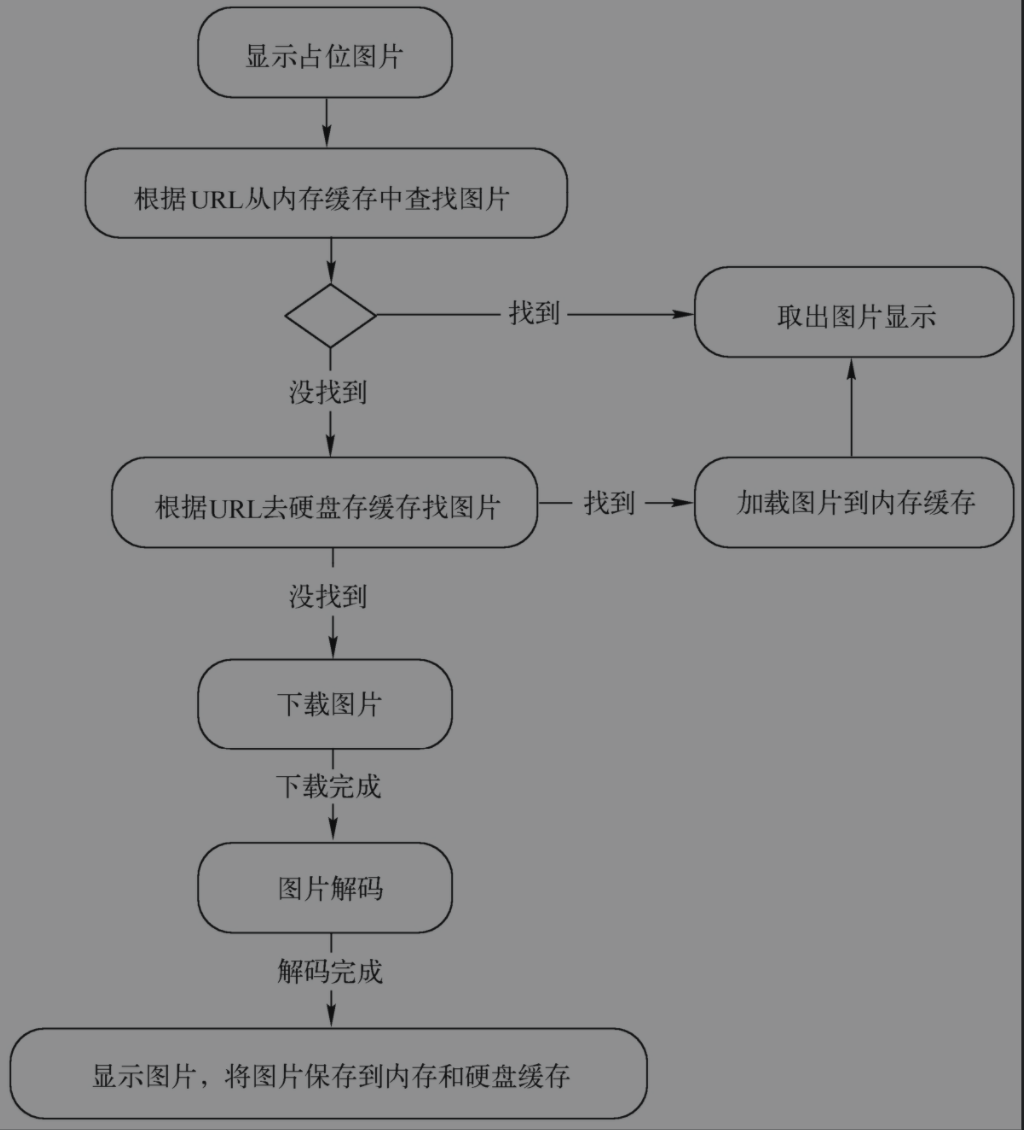 显示占位图片
根据URL从内存缓存中查找图片
找到
取出图片显示
没找到
根据URL去硬盘存缓存找图片
找到
加载图片到内存缓存
没找到
下载图片
下载完成
图片解码
解码完成
显示图片，将图片保存到内存和硬盘缓存